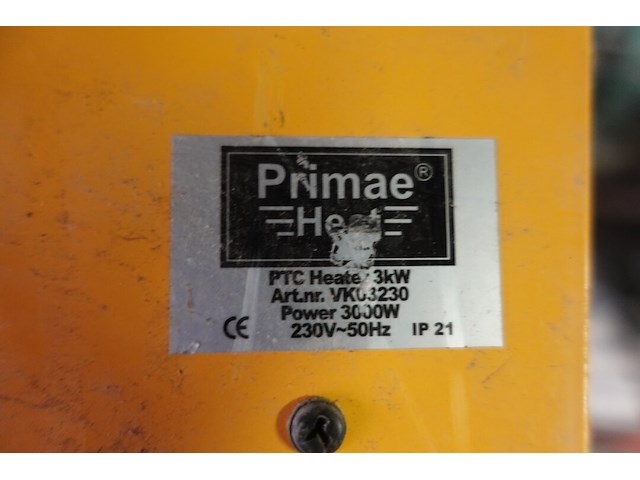 Primae®
Heat
PTC Heater 3kW
Art.nr. VK03230
Power 3000W
CE 230V~50Hz IP 21